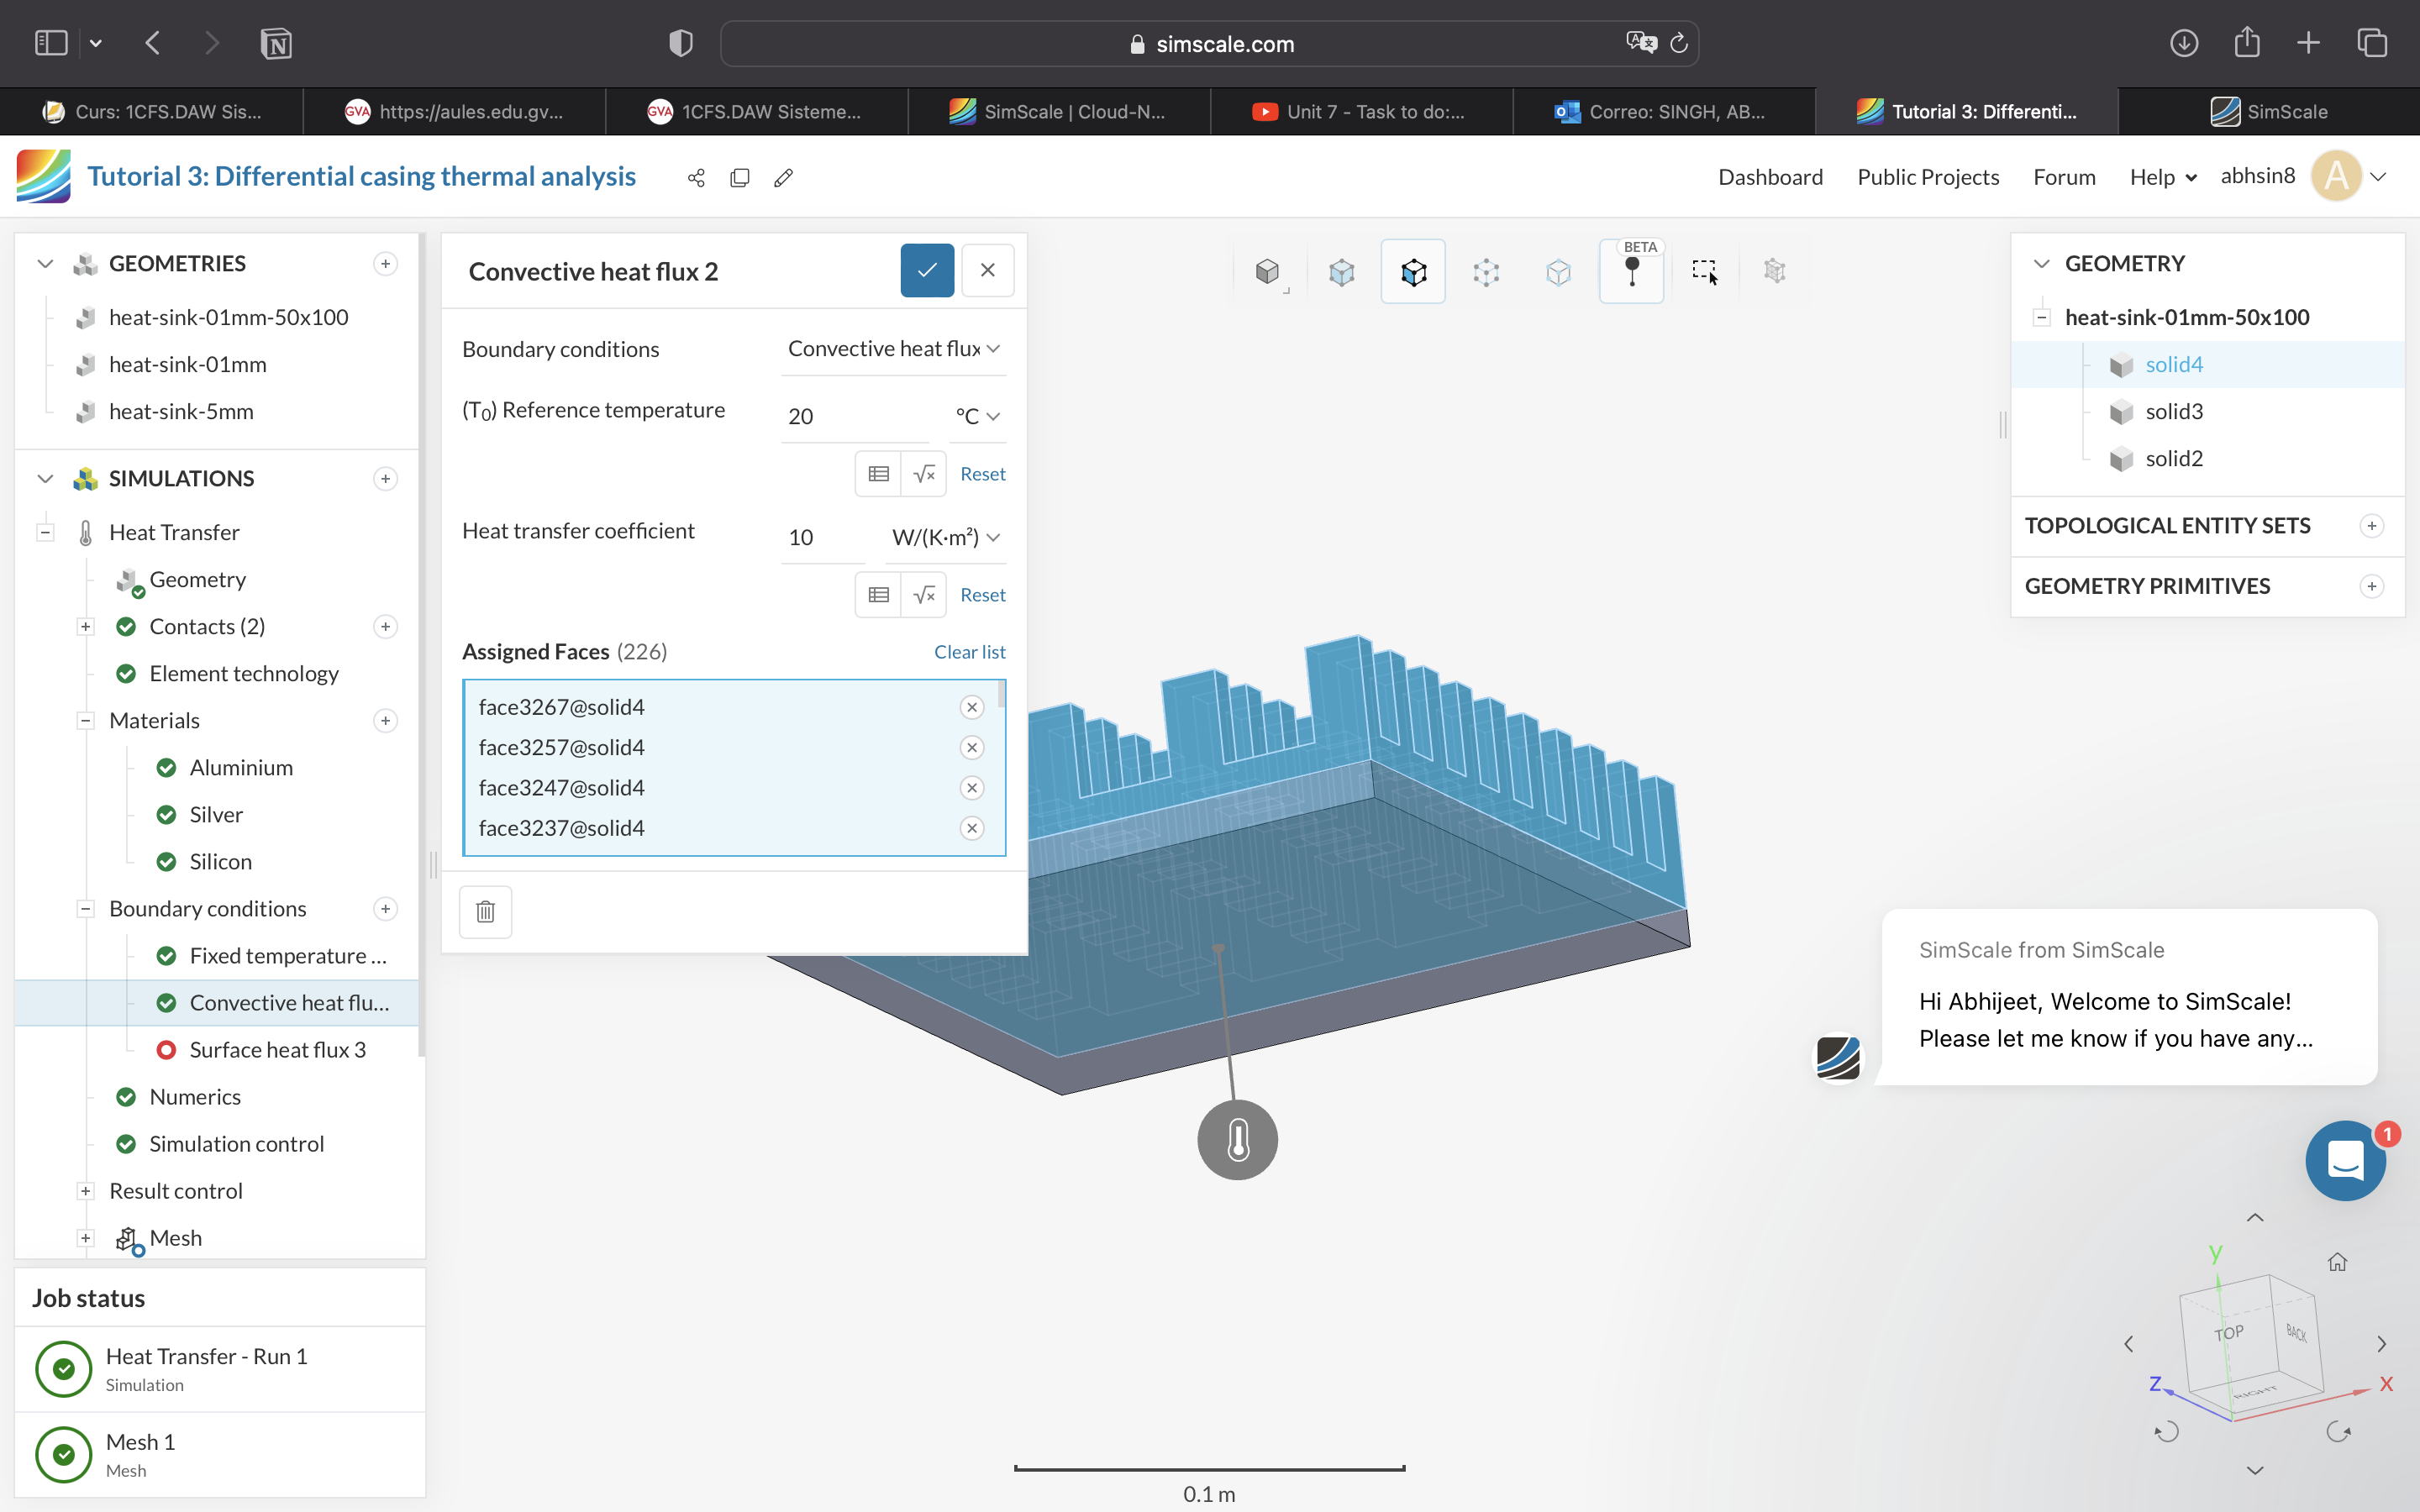 simscale.com
Curs: 1CFS.DAW Sis...
GVA
https://aules.edu.gv...
GVA
1CFS.DAW Sisteme...
SimScale | Cloud-N...
Unit 7 - Task to do:...
Correo: SINGH, AB...
Tutorial 3: Differenti...
SimScale
Tutorial 3: Differential casing thermal analysis
Dashboard
Public Projects
Forum
Help
abhsin8
A
GEOMETRIES
heat-sink-01mm-50x100
heat-sink-01mm
heat-sink-5mm
SIMULATIONS
Heat Transfer
Geometry
Contacts (2)
Element technology
Materials
Aluminium
Silver
Silicon
Boundary conditions
Fixed temperature ...
Convective heat flu...
Surface heat flux 3
Numerics
Simulation control
Result control
Mesh
Job status
Heat Transfer - Run 1
Simulation
Mesh 1
Mesh
Convective heat flux 2
Boundary conditions
Convective heat flux
(T0) Reference temperature
20
°C
Reset
Heat transfer coefficient
10
W/(K·m²)
Reset
Assigned Faces (226)
Clear list
face3267@solid4
face3257@solid4
face3247@solid4
face3237@solid4
BETA
GEOMETRY
heat-sink-01mm-50x100
solid4
solid3
solid2
TOPOLOGICAL ENTITY SETS
GEOMETRY PRIMITIVES
SimScale from SimScale
Hi Abhijeet, Welcome to SimScale!
Please let me know if you have any...
1
y
TOP
BACK
RIGHT
Z
X
0.1 m